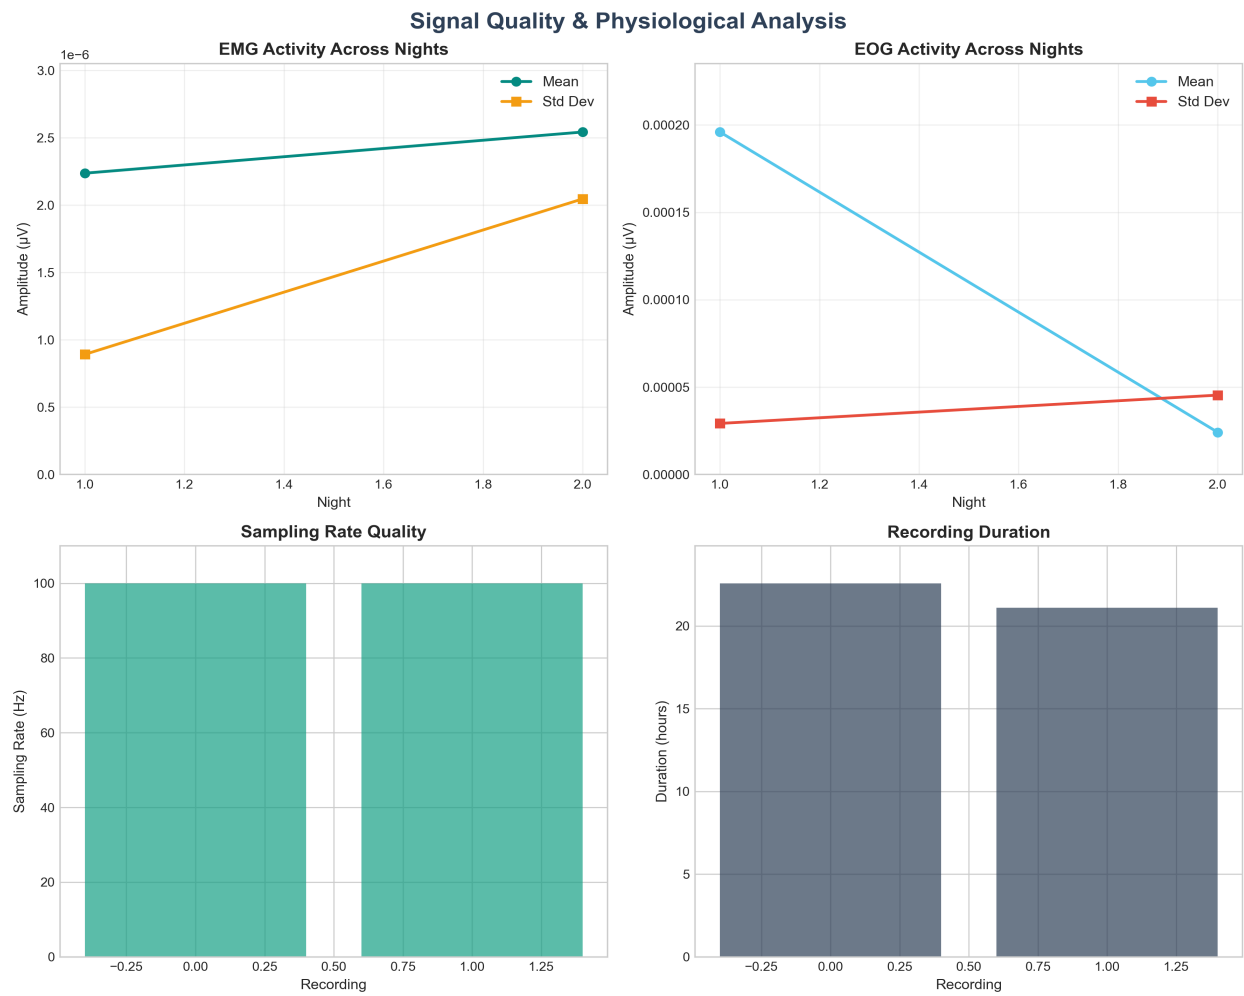 Signal Quality & Physiological Analysis
EMG Activity Across Nights
1e−6
3.0
2.5
2.0
1.5
1.0
0.5
0.0
Amplitude (μV)
1.0 1.2 1.4 1.6 1.8 2.0
Night
Mean
Std Dev
EOG Activity Across Nights
0.00020
0.00015
0.00010
0.00005
0.00000
Amplitude (μV)
1.0 1.2 1.4 1.6 1.8 2.0
Night
Mean
Std Dev
Sampling Rate Quality
100
80
60
40
20
0
Sampling Rate (Hz)
−0.25 0.00 0.25 0.50 0.75 1.00 1.25
Recording
Recording Duration
20
15
10
5
0
Duration (hours)
−0.25 0.00 0.25 0.50 0.75 1.00 1.25
Recording